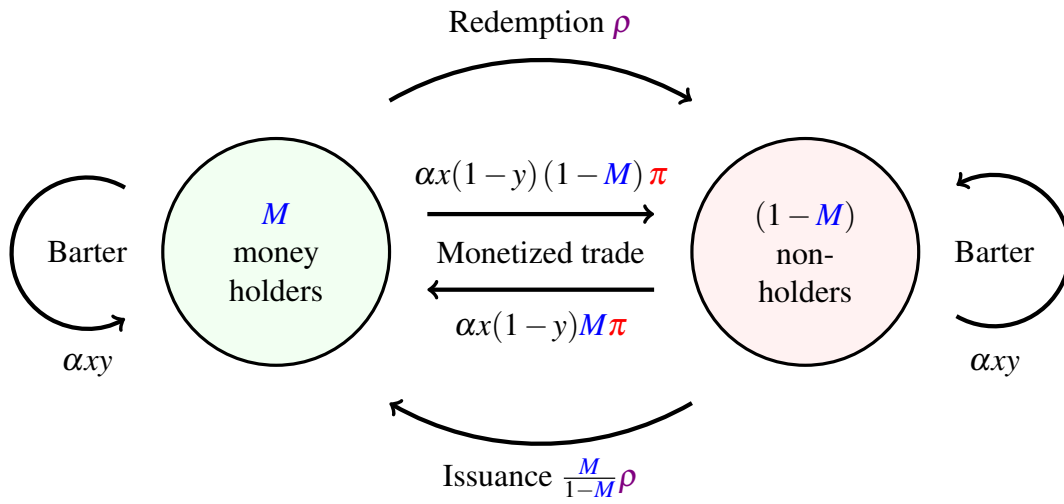 Redemption ρ
αx(1 − y) (1 − M) π
Barter
M
money
holders
Monetized trade
(1 − M)
non-
holders
Barter
αxy
αx(1 − y)Mπ
αxy
Issuance \frac{M}{1−M}ρ